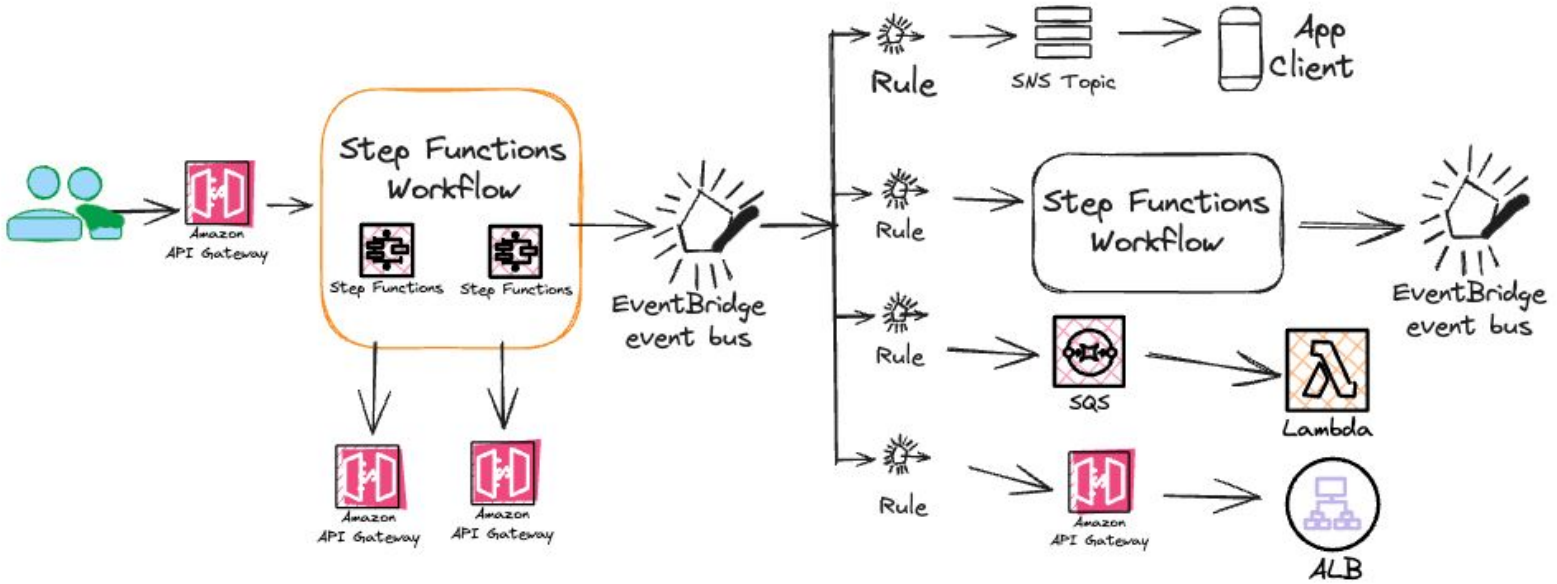 Rule
SNS Topic
App
Client
Step Functions
Workflow
Step Functions
Step Functions
Amazon
API Gateway
EventBridge
event bus
Rule
Step Functions
Workflow
EventBridge
event bus
Rule
SQS
Lambda
Amazon
API Gateway
Amazon
API Gateway
Rule
Amazon
API Gateway
ALB